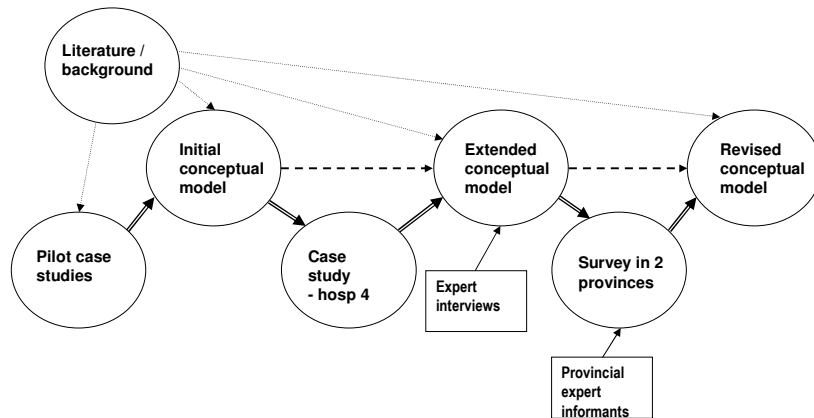 Literature /
background
Initial
conceptual
model
Extended
conceptual
model
Revised
conceptual
model
Pilot case
studies
Case
study
- hosp 4
Expert
interviews
Survey in 2
provinces
Provincial
expert
informants